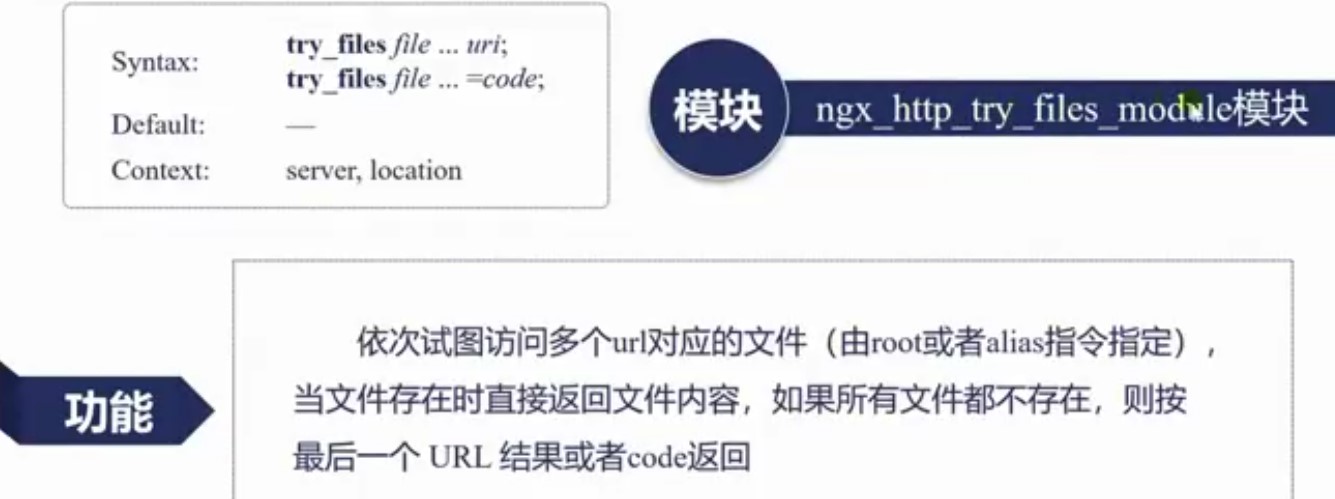 Syntax:
try_files file ... uri;
try_files file ... =code;
Default:
—
Context:
server, location
模块
ngx_http_try_files_module模块
功能
依次试图访问多个url对应的文件（由root或者alias指令指定），
当文件存在时直接返回文件内容，如果所有文件都不存在，则按
最后一个 URL 结果或者code返回